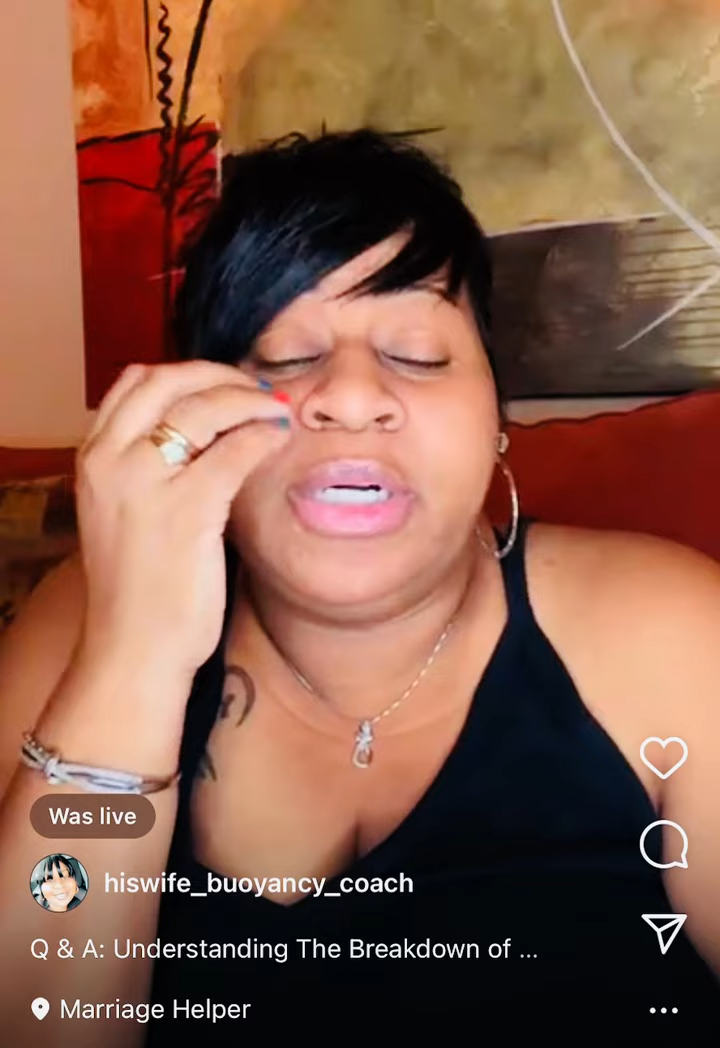 Was live
hiswife_buoyancy_coach
Q & A: Understanding The Breakdown of ...
Marriage Helper